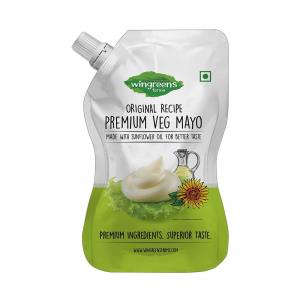 wingreens
farms
ORIGINAL RECIPE
PREMIUM VEG MAYO
MADE WITH SUNFLOWER OIL FOR BETTER TASTE
PREMIUM INGREDIENTS. SUPERIOR TASTE.
WWW.WINGREENSFARMS.COM